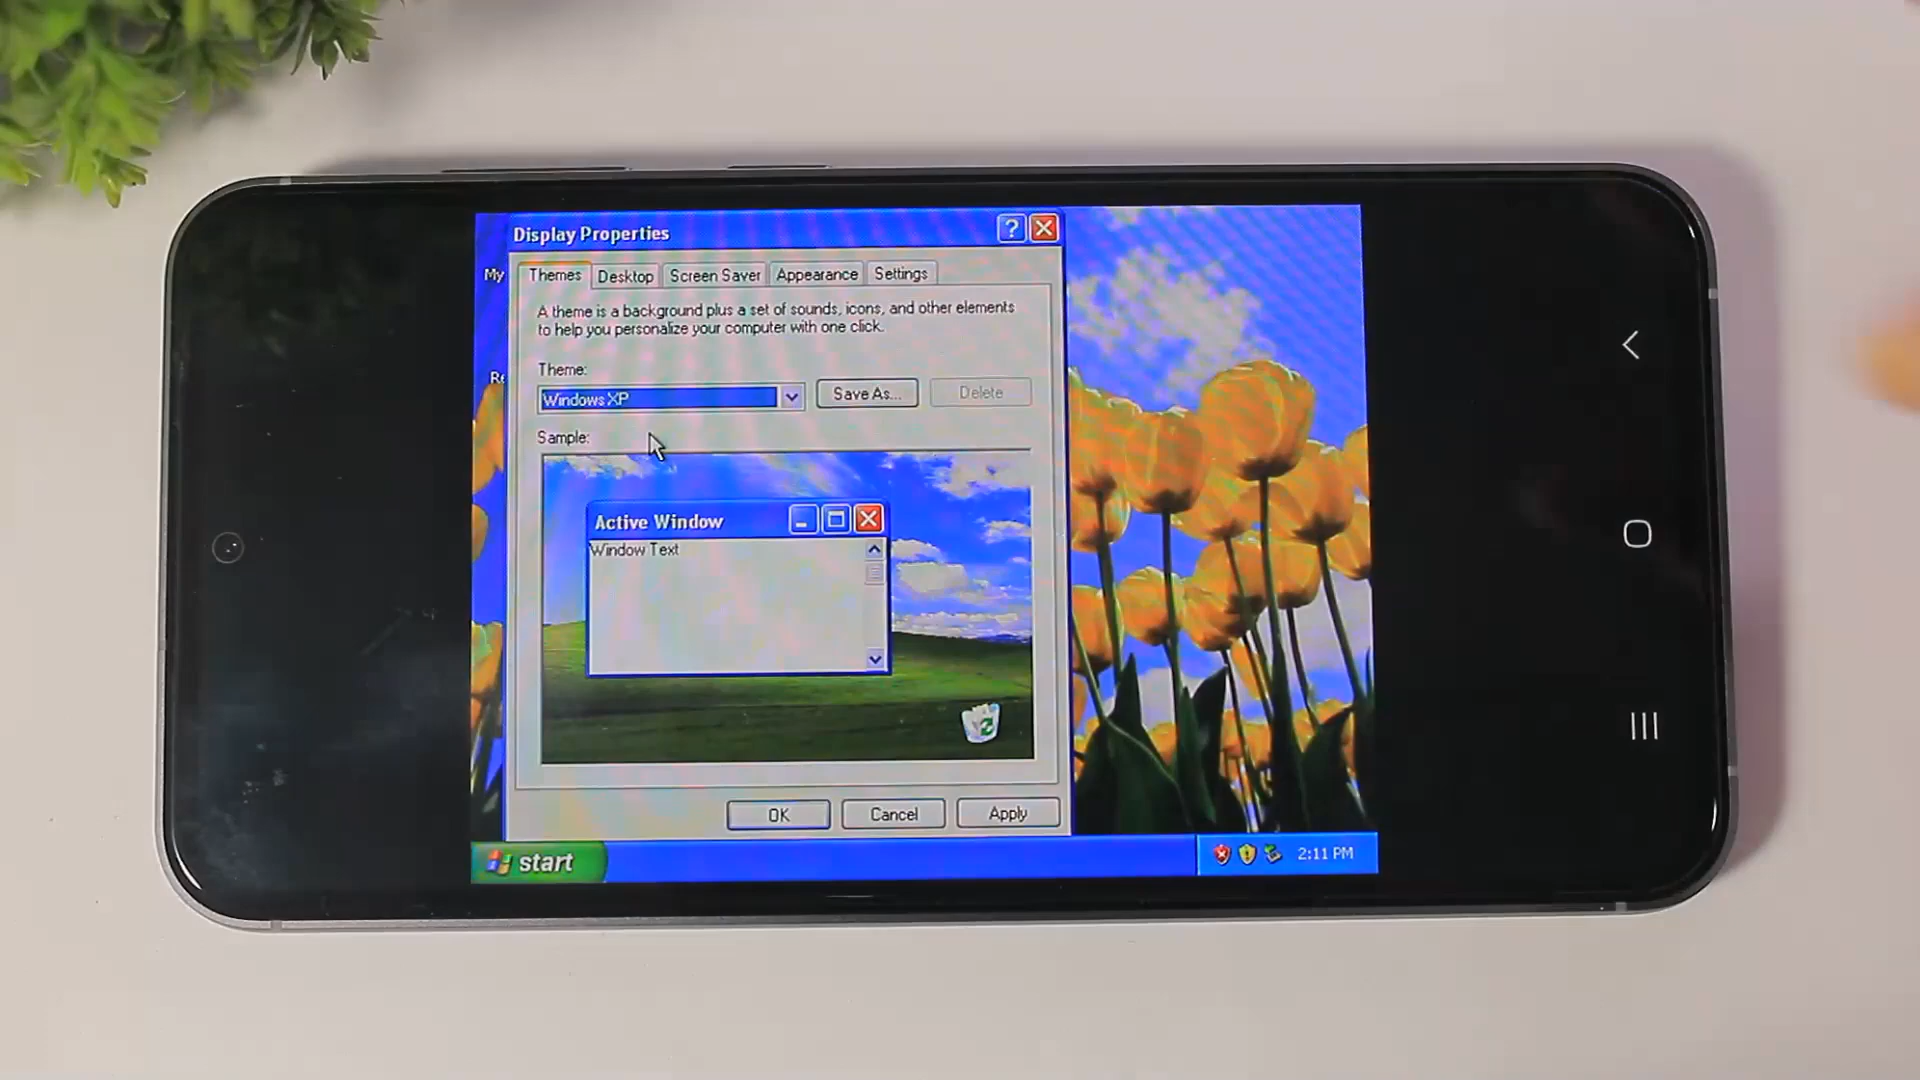 Display Properties
My
Themes Desktop Screen Saver Appearance Settings
A theme is a background plus a set of sounds, icons, and other elements
to help you personalize your computer with one click.
Theme:
Re
Windows XP Save As... Delete
Sample:
Active Window
Window Text
OK Cancel Apply
start 2:11 PM